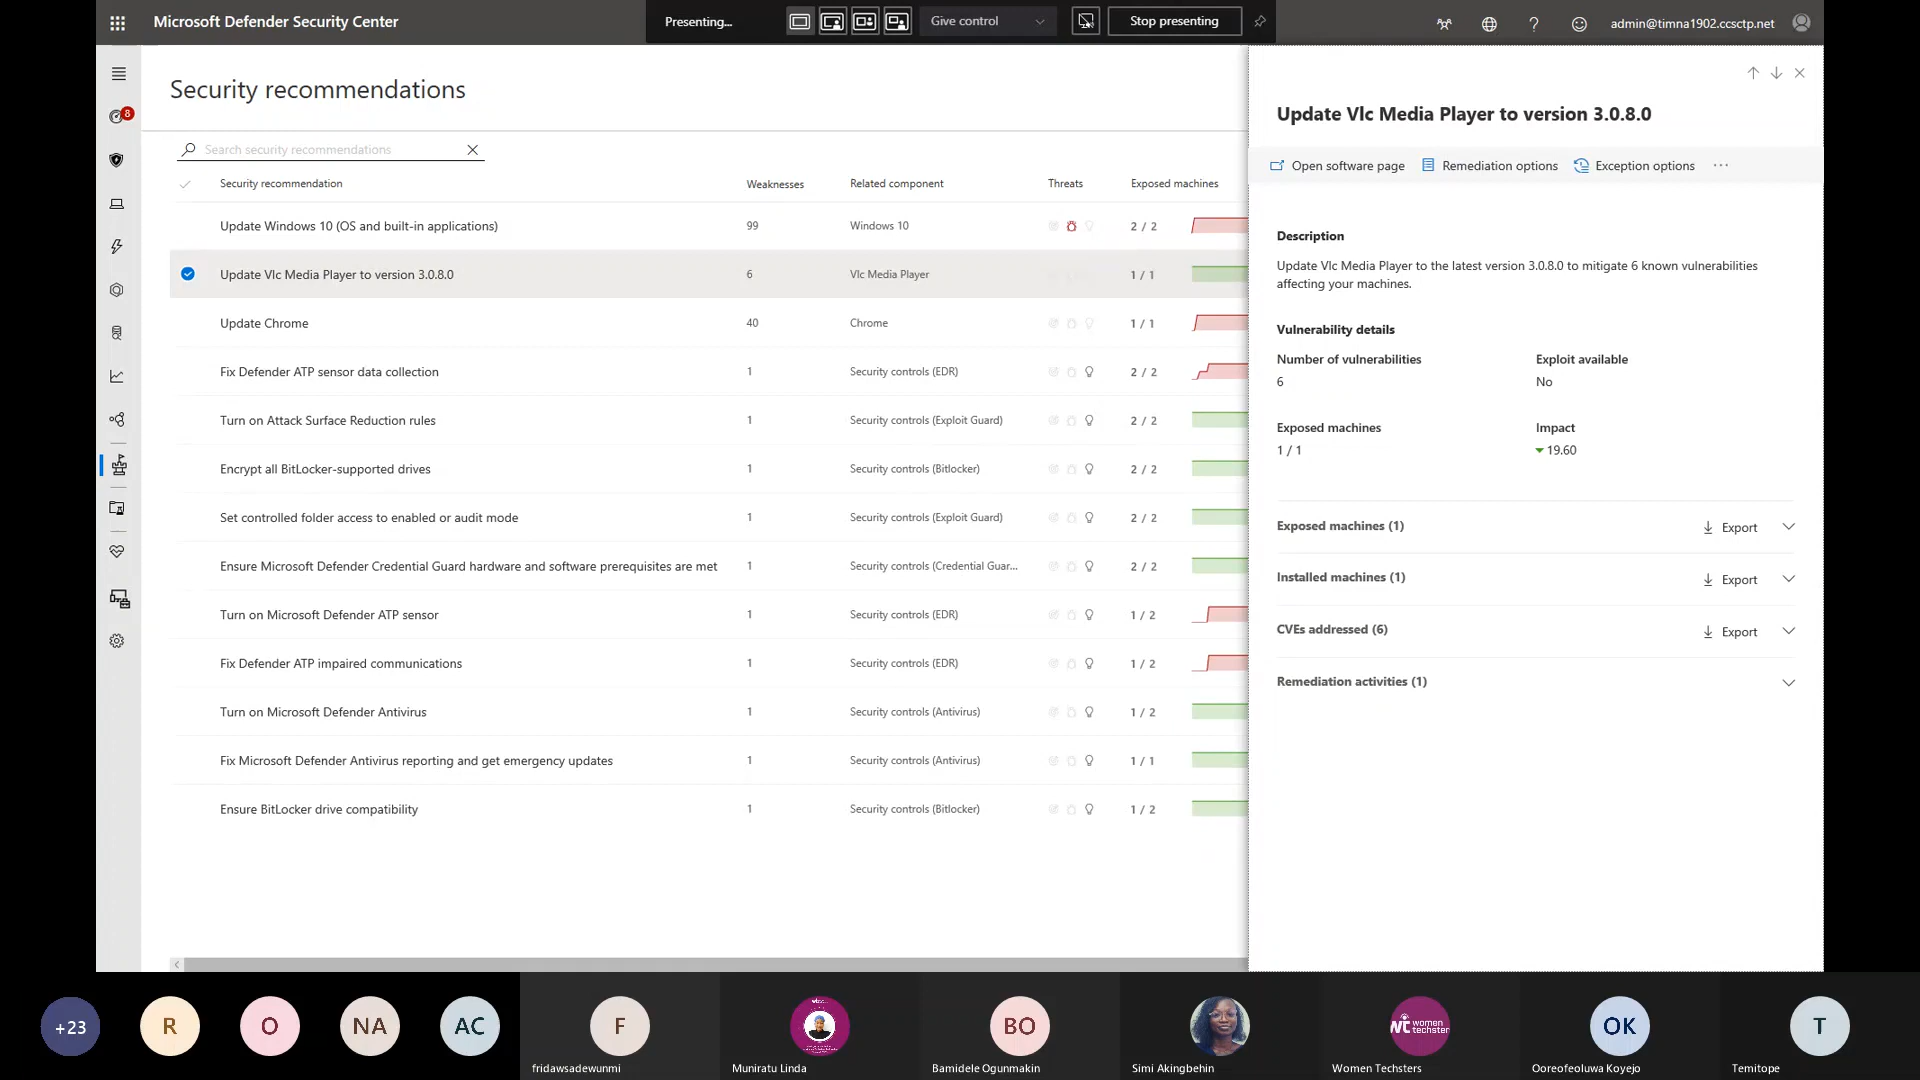 Microsoft Defender Security Center
Presenting...
Give control
Stop presenting
admin@timna1902.ccsctp.net
8
Security recommendations
Search security recommendations
Security recommendation Weaknesses Related component Threats Exposed machines
Update Windows 10 (OS and built-in applications) 99 Windows 10 2 / 2
Update Vlc Media Player to version 3.0.8.0 6 Vlc Media Player 1 / 1
Update Chrome 40 Chrome 1 / 1
Fix Defender ATP sensor data collection 1 Security controls (EDR) 2 / 2
Turn on Attack Surface Reduction rules 1 Security controls (Exploit Guard) 2 / 2
Encrypt all BitLocker-supported drives 1 Security controls (Bitlocker) 2 / 2
Set controlled folder access to enabled or audit mode 1 Security controls (Exploit Guard) 2 / 2
Ensure Microsoft Defender Credential Guard hardware and software prerequisites are met 1 Security controls (Credential Guar... 2 / 2
Turn on Microsoft Defender ATP sensor 1 Security controls (EDR) 1 / 2
Fix Defender ATP impaired communications 1 Security controls (EDR) 1 / 2
Turn on Microsoft Defender Antivirus 1 Security controls (Antivirus) 1 / 2
Fix Microsoft Defender Antivirus reporting and get emergency updates 1 Security controls (Antivirus) 1 / 1
Ensure BitLocker drive compatibility 1 Security controls (Bitlocker) 1 / 2
Update Vlc Media Player to version 3.0.8.0
Open software page Remediation options Exception options ...
Description
Update Vlc Media Player to the latest version 3.0.8.0 to mitigate 6 known vulnerabilities
affecting your machines.
Vulnerability details
Number of vulnerabilities Exploit available
6 No
Exposed machines Impact
1 / 1 19.60
Exposed machines (1) Export
Installed machines (1) Export
CVEs addressed (6) Export
Remediation activities (1)
+23 R O NA AC F BO women techster OK T
fridawsadewunmi Muniratu Linda Bamidele Ogunmakin Simi Akingbehin Women Techsters Ooreofeoluwa Koyejo Temitope